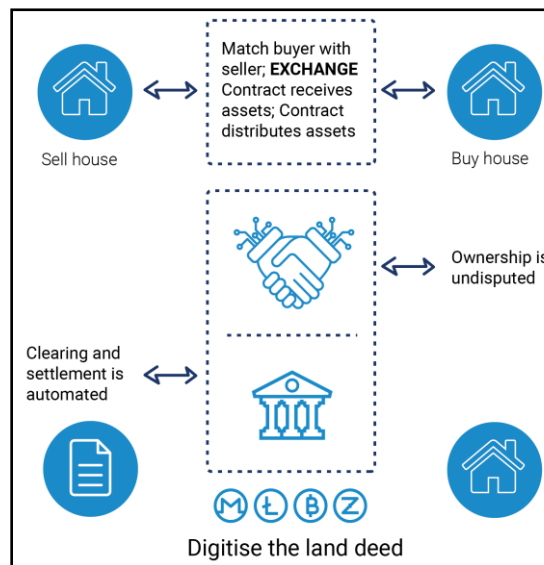 Match buyer with
seller; EXCHANGE
Contract receives
assets; Contract
distributes assets
Sell house
Buy house
Ownership is
undisputed
Clearing and
settlement is
automated
Digitise the land deed